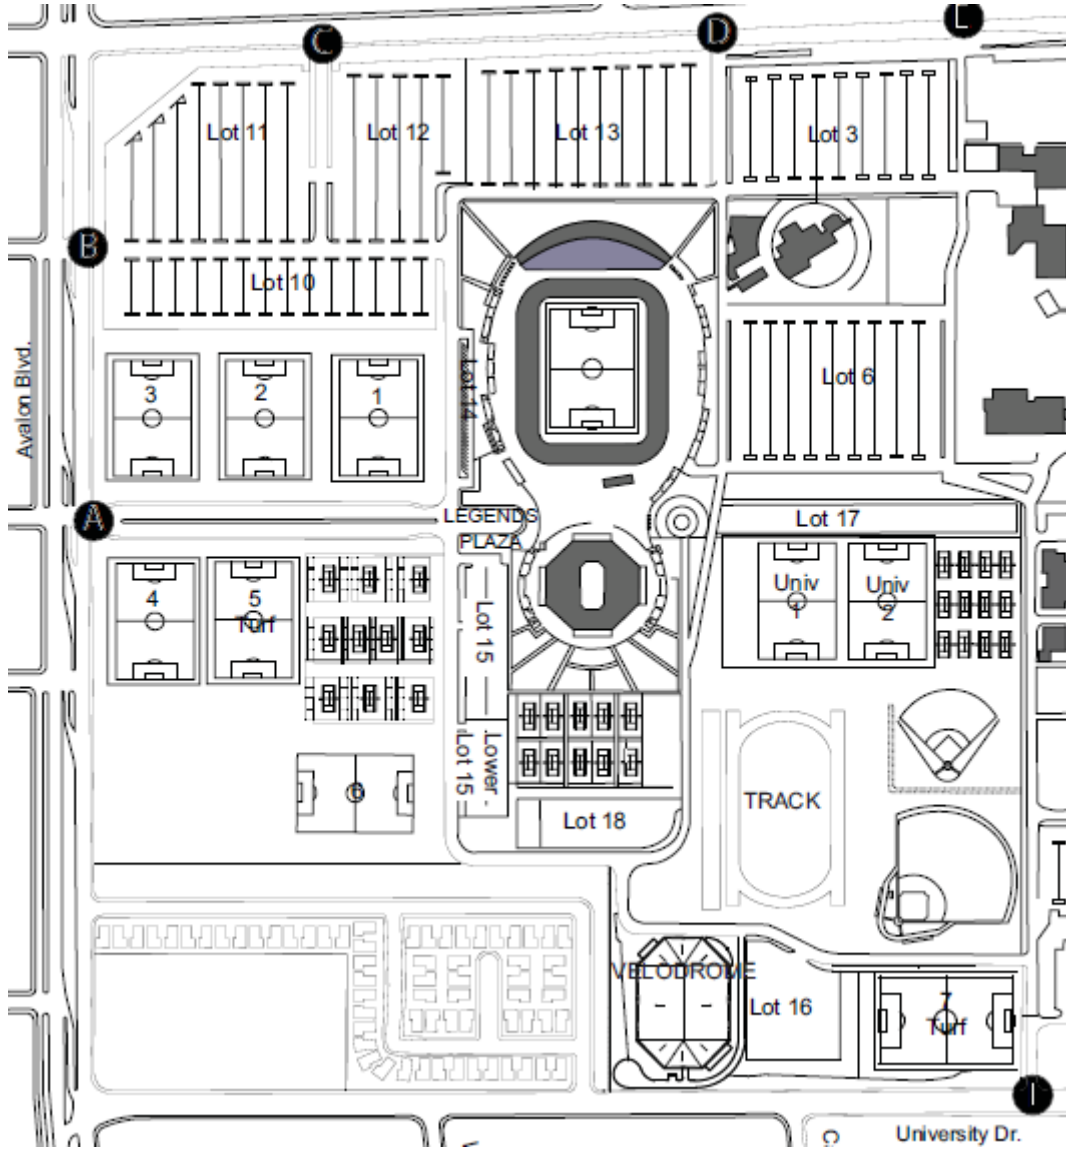 C
D
Lot 11
Lot 12
Lot 13
Lot 3
B
Lot 10
Avalon Blvd.
Lot 14
Lot 6
3
2
1
A
LEGENDS
PLAZA
Lot 17
4
5
Turf
Lot 15
Univ
1
Univ
2
6
Lower
Lot 15
Lot 18
TRACK
VELODROME
Lot 16
7
Turf
I
University Dr.